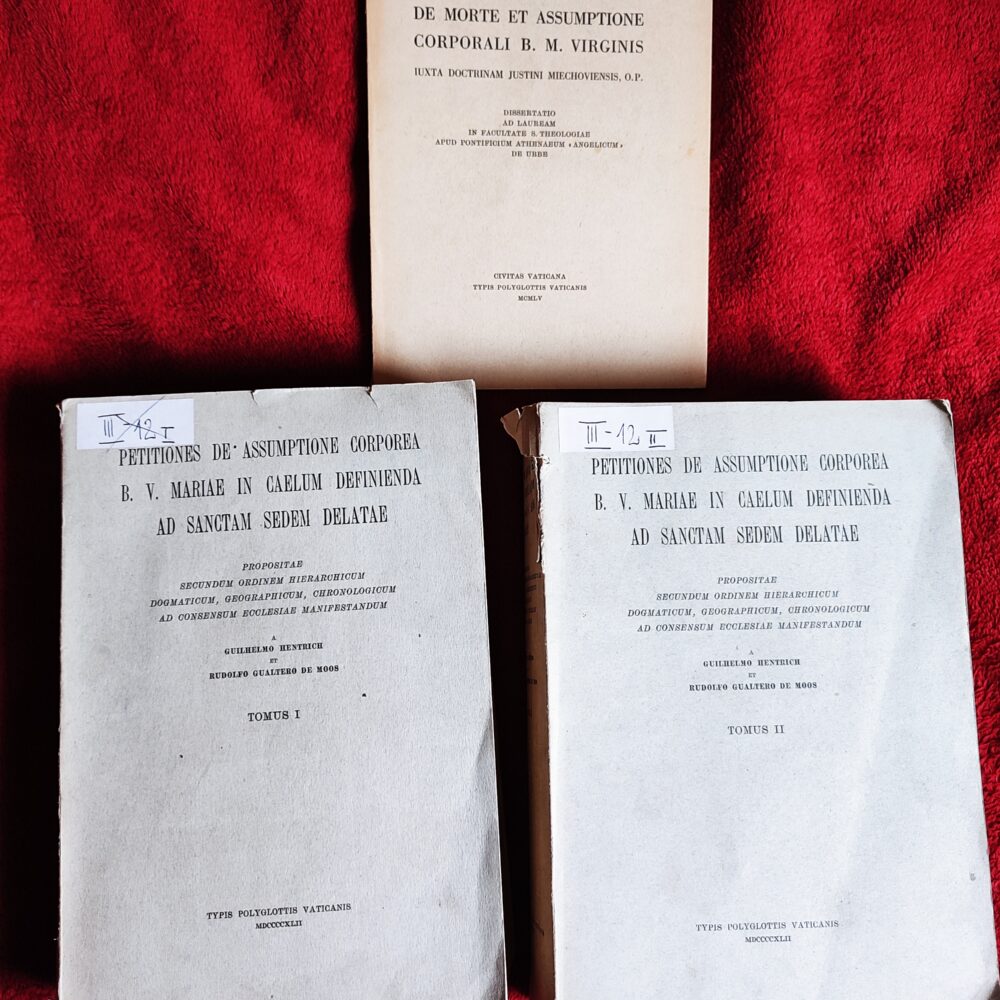 DE MORTE ET ASSUMPTIONE
CORPORALI B. M. VIRGINIS
IUXTA DOCTRINAM JUSTINI MIECHOVIENSIS, O.P.
DISSERTATIO
AD LAUREAM
IN FACULTATE S. THEOLOGIAE
APUD PONTIFICIUM ATHENAEUM «ANGELICUM»
DE URBE
CIVITAS VATICANA
TYPIS POLYGLOTTIS VATICANIS
MCMLV
III-12 I
PETITIONES DE ASSUMPTIONE CORPOREA
B. V. MARIAE IN CAELUM DEFINIENDA
AD SANCTAM SEDEM DELATAE
PROPOSITAE
SECUNDUM ORDINEM HIERARCHICUM
DOGMATICUM, GEOGRAPHICUM, CHRONOLOGICUM
AD CONSENSUM ECCLESIAE MANIFESTANDUM
A
GUILHELMO HENTRICH
ET
RUDOLFO GUALTERO DE MOOS
TOMUS I
TYPIS POLYGLOTTIS VATICANIS
MDCCCCXLII
III-12 II
PETITIONES DE ASSUMPTIONE CORPOREA
B. V. MARIAE IN CAELUM DEFINIENDA
AD SANCTAM SEDEM DELATAE
PROPOSITAE
SECUNDUM ORDINEM HIERARCHICUM
DOGMATICUM, GEOGRAPHICUM, CHRONOLOGICUM
AD CONSENSUM ECCLESIAE MANIFESTANDUM
A
GUILHELMO HENTRICH
ET
RUDOLFO GUALTERO DE MOOS
TOMUS II
TYPIS POLYGLOTTIS VATICANIS
MDCCCCXLII